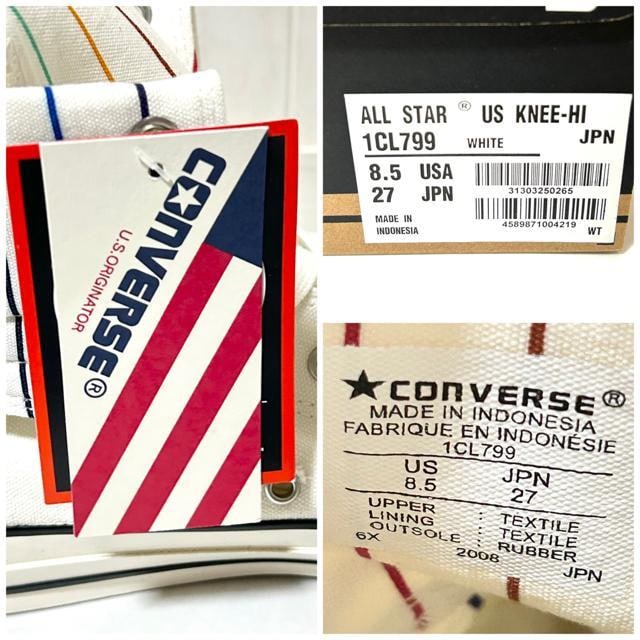 CONVERSE®
U.S.ORIGINATOR
ALL STAR ® US KNEE-HI
1CL799 WHITE JPN
8.5 USA
27 JPN
31303250265
MADE IN
INDONESIA
4589871004219 WT
★CONVERSE®
MADE IN INDONESIA
FABRIQUE EN INDONÉSIE
1CL799
US JPN
8.5 27
UPPER : TEXTILE
LINING : TEXTILE
OUTSOLE : RUBBER
6X 2008 JPN